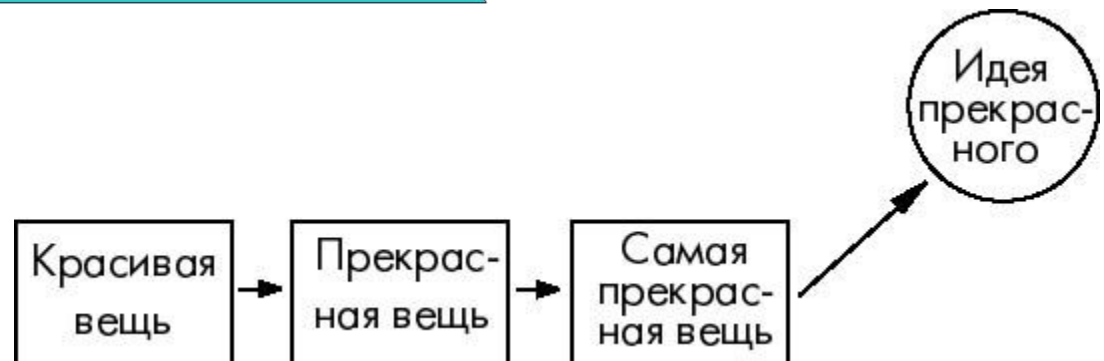 Идея
прекрас-
ного
Красивая
вещь
Прекрас-
ная вещь
Самая
прекрас-
ная вещь